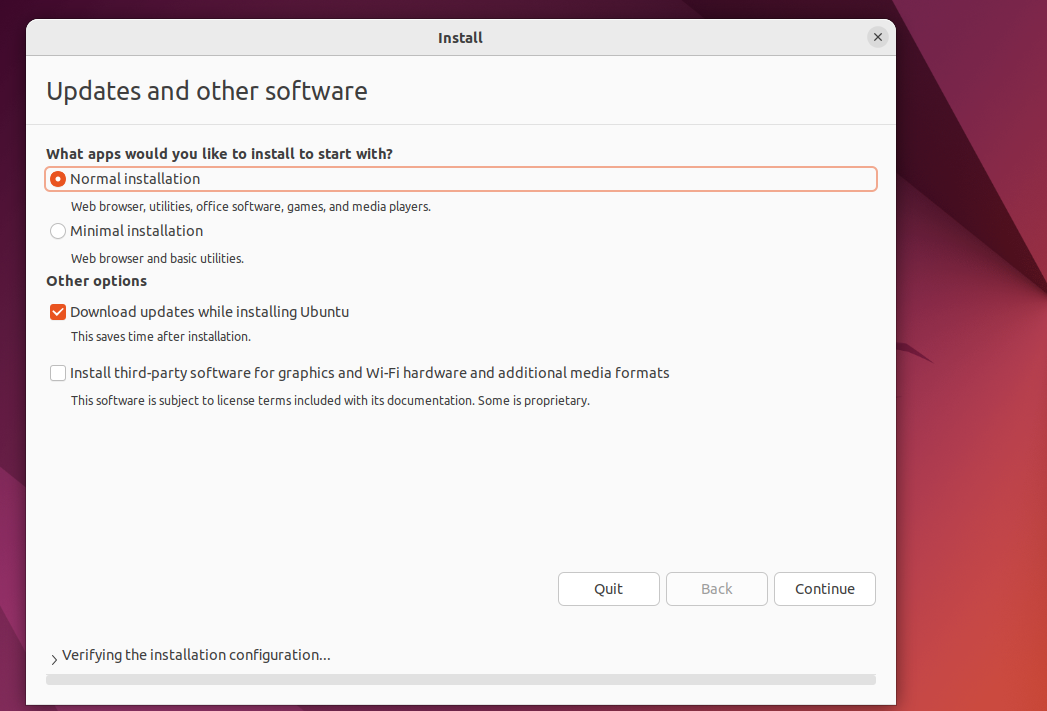 Install
Updates and other software
What apps would you like to install to start with?
Normal installation
Web browser, utilities, office software, games, and media players.
Minimal installation
Web browser and basic utilities.
Other options
Download updates while installing Ubuntu
This saves time after installation.
Install third-party software for graphics and Wi-Fi hardware and additional media formats
This software is subject to license terms included with its documentation. Some is proprietary.
Quit Back Continue
Verifying the installation configuration...